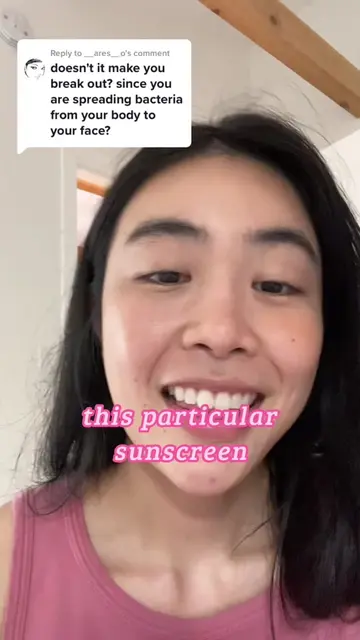 Reply to __ares__o's comment
doesn't it make you
break out? since you
are spreading bacteria
from your body to
your face?
this particular
sunscreen